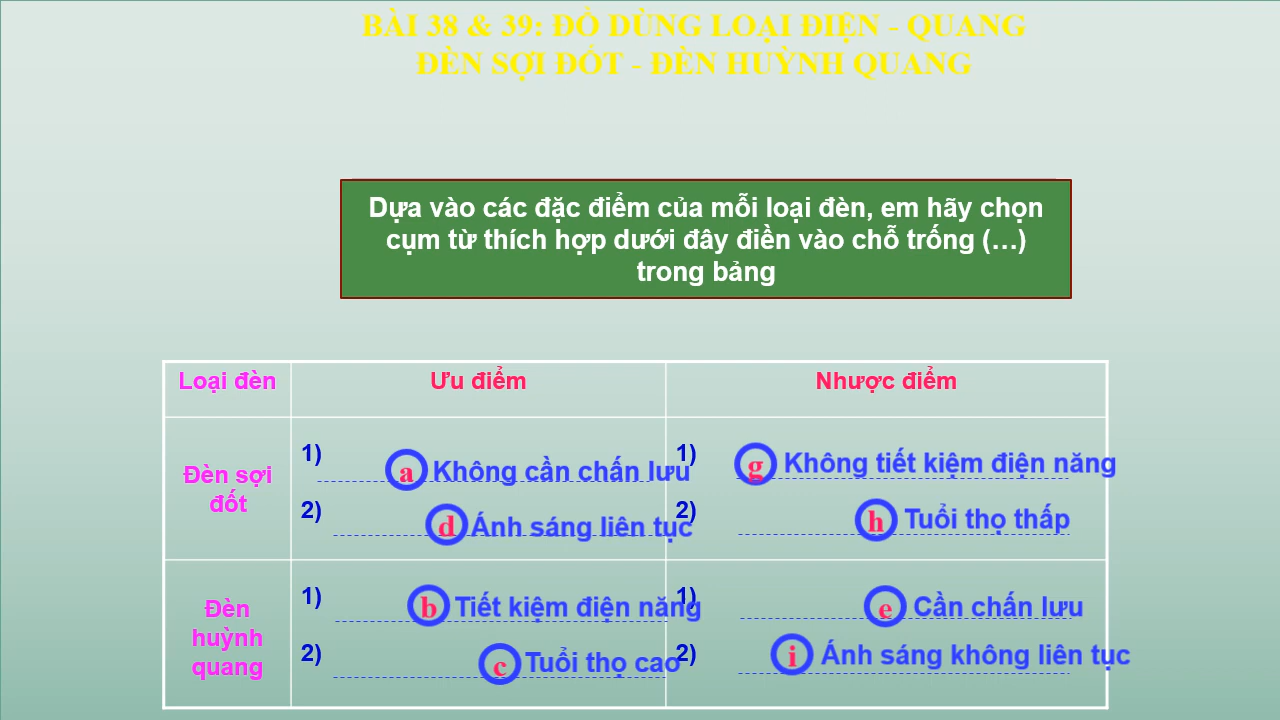 BÀI 38 & 39: ĐỒ DÙNG LOẠI ĐIỆN - QUANG
ĐÈN SỢI ĐỐT - ĐÈN HUỲNH QUANG
Dựa vào các đặc điểm của mỗi loại đèn, em hãy chọn
cụm từ thích hợp dưới đây điền vào chỗ trống (…)
trong bảng
Loại đèn
Ưu điểm
Nhược điểm
Đèn sợi
đốt
1) a Không cần chấn lưu
2) d Ánh sáng liên tục
1) g Không tiết kiệm điện năng
2) h Tuổi thọ thấp
Đèn
huỳnh
quang
1) b Tiết kiệm điện năng
2) c Tuổi thọ cao
1) e Cần chấn lưu
2) i Ánh sáng không liên tục